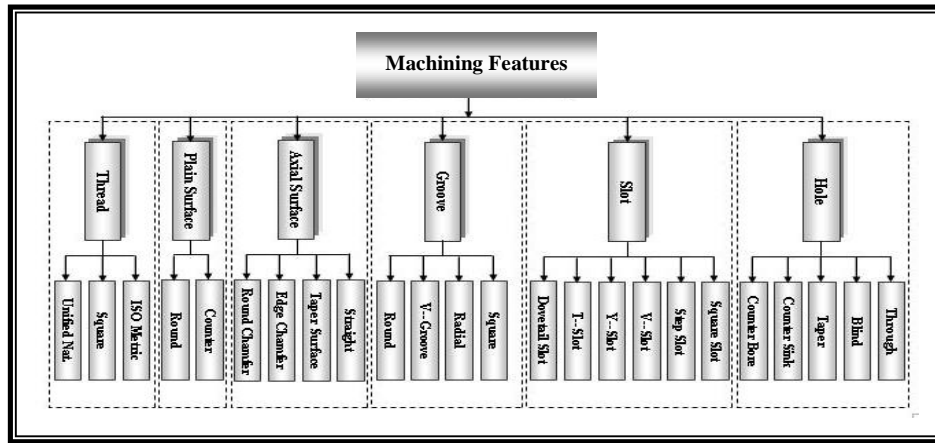 Machining Features
Thread
Plain Surface
Axial Surface
Groove
Slot
Hole
Unified Nat.
Square
ISO Metric
Round
Counter
Round Chamfer
Edge Chamfer
Taper Surface
Straight
Round
V--Groove
Radial
Square
Dovetail Slot
T--Slot
Y--Slot
V--Slot
Step Slot
Square Slot
Counter Bore
Counter Sink
Taper
Blind
Through